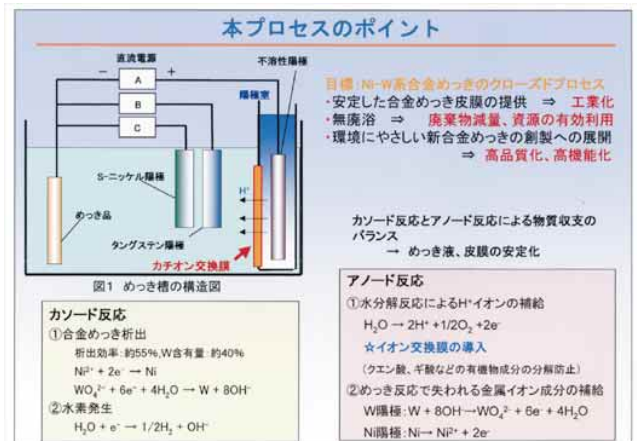 本プロセスのポイント
直流電源
不溶性陽極
－
A
＋
陽極室
B
C
S-ニッケル陽極
H⁺
めっき品
タングステン陽極
カチオン交換膜
図1 めっき槽の構造図
目標：Ni-W系合金めっきのクローズドプロセス
・安定した合金めっき皮膜の提供 ⇒ 工業化
・無廃浴 ⇒ 廃棄物減量、資源の有効利用
・環境にやさしい新合金めっきの創製への展開
⇒ 高品質化、高機能化
カソード反応とアノード反応による物質収支の
バランス
→ めっき液、皮膜の安定化
カソード反応
①合金めっき析出
析出効率：約55%、W含有量：約40%
Ni²⁺ + 2e⁻ → Ni
WO₄²⁻ + 6e⁻ + 4H₂O → W + 8OH⁻
②水素発生
H₂O + e⁻ → 1/2H₂ + OH⁻
アノード反応
①水分解反応によるH⁺イオンの補給
H₂O → 2H⁺ +1/2O₂ +2e⁻
☆イオン交換膜の導入
（クエン酸、ギ酸などの有機物成分の分解防止）
②めっき反応で失われる金属イオン成分の補給
W陽極：W + 8OH⁻→WO₄²⁻ + 6e⁻ + 4H₂O
Ni陽極：Ni→ Ni²⁺ + 2e⁻